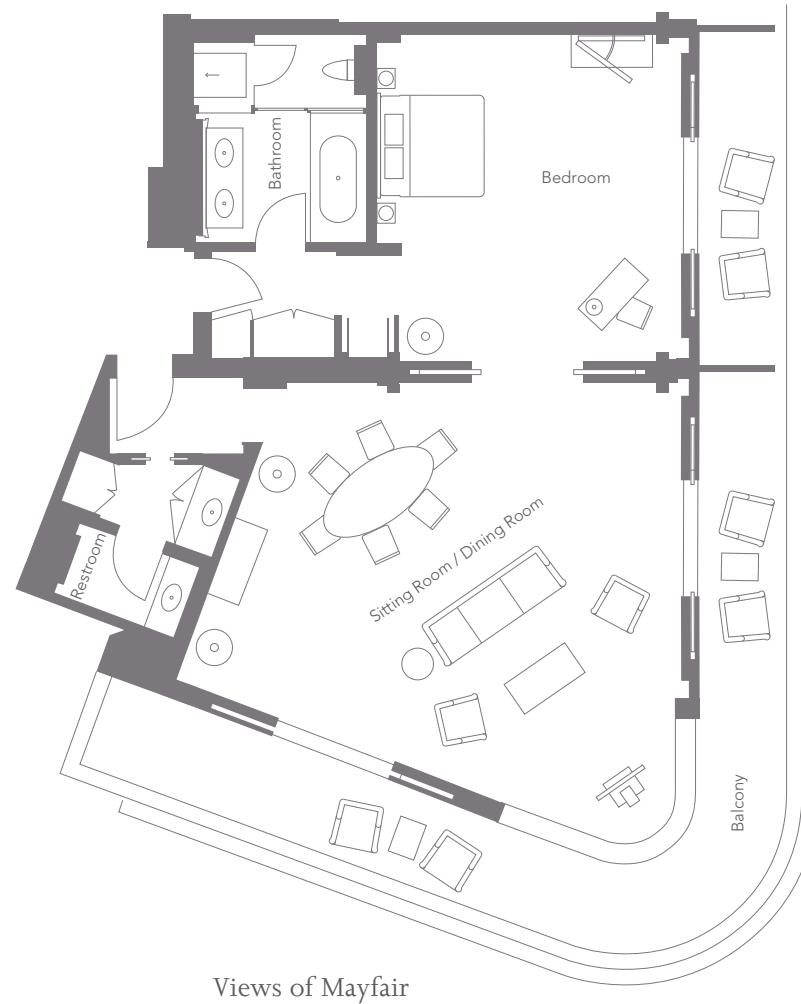 Bathroom
Bedroom
Restroom
Sitting Room / Dining Room
Balcony
Views of Mayfair